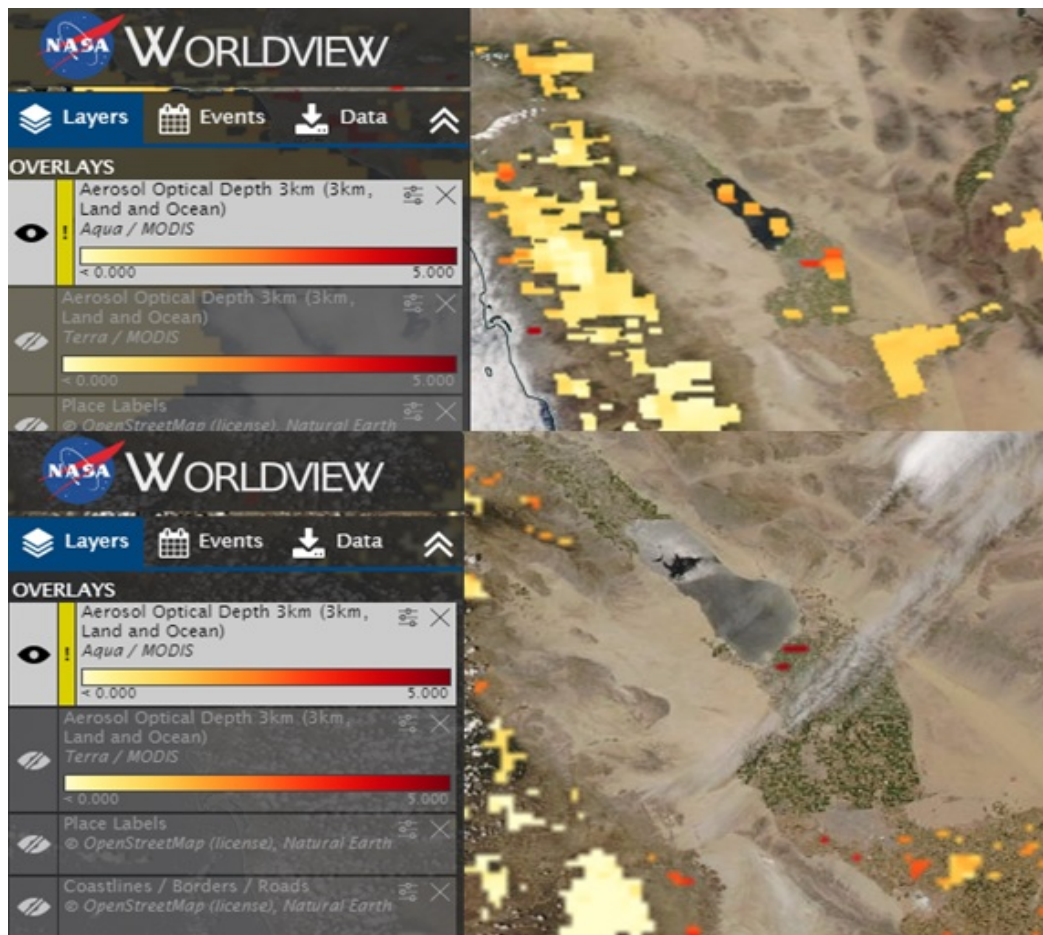 NASA WORLDVIEW
Layers Events Data
OVERLAYS
Aerosol Optical Depth 3km (3km,
Land and Ocean)
Aqua / MODIS
< 0.000 5.000
Aerosol Optical Depth 3km (3km,
Land and Ocean)
Terra / MODIS
< 0.000 5.000
Place Labels
© OpenStreetMap (license), Natural Earth
NASA WORLDVIEW
Layers Events Data
OVERLAYS
Aerosol Optical Depth 3km (3km,
Land and Ocean)
Aqua / MODIS
< 0.000 5.000
Aerosol Optical Depth 3km (3km,
Land and Ocean)
Terra / MODIS
< 0.000 5.000
Place Labels
© OpenStreetMap (license), Natural Earth
Coastlines / Borders / Roads
© OpenStreetMap (license), Natural Earth